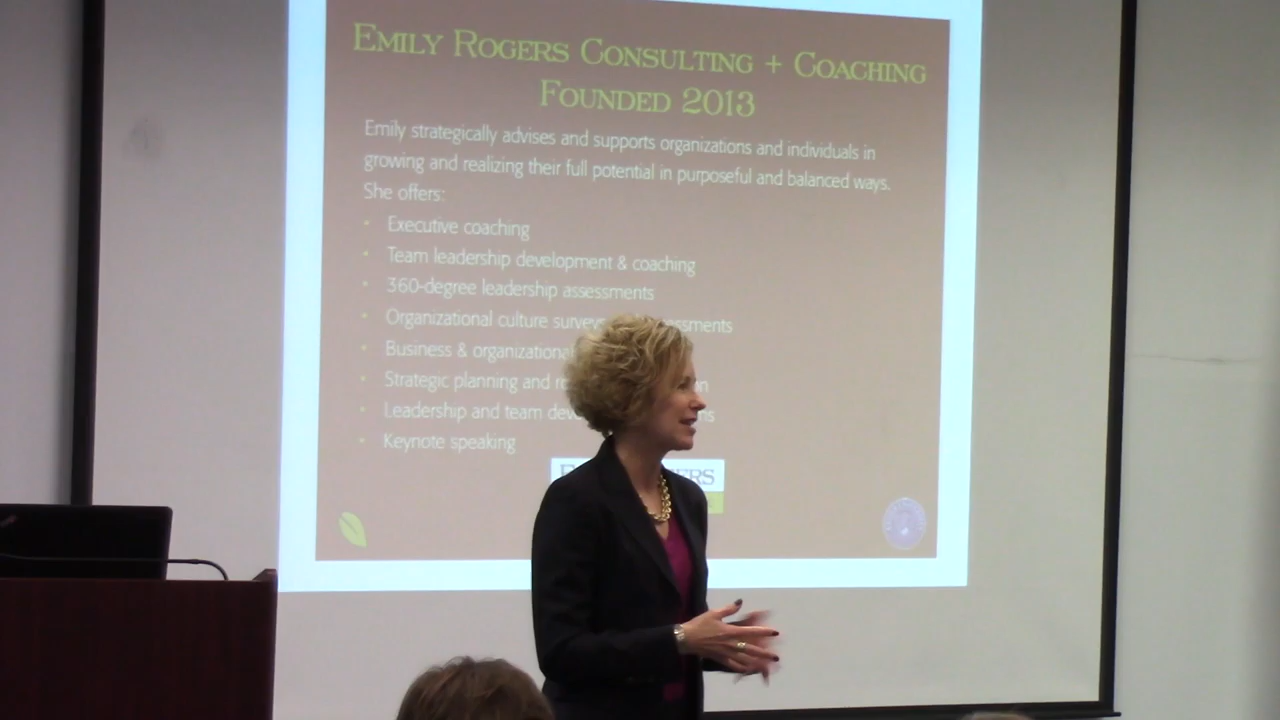 Emily Rogers Consulting + Coaching
Founded 2013
Emily strategically advises and supports organizations and individuals in
growing and realizing their full potential in purposeful and balanced ways.
She offers:
• Executive coaching
• Team leadership development & coaching
• 360-degree leadership assessments
• Organizational culture surveys
• Business & organizational
• Strategic planning and
• Leadership and team
• Keynote speaking